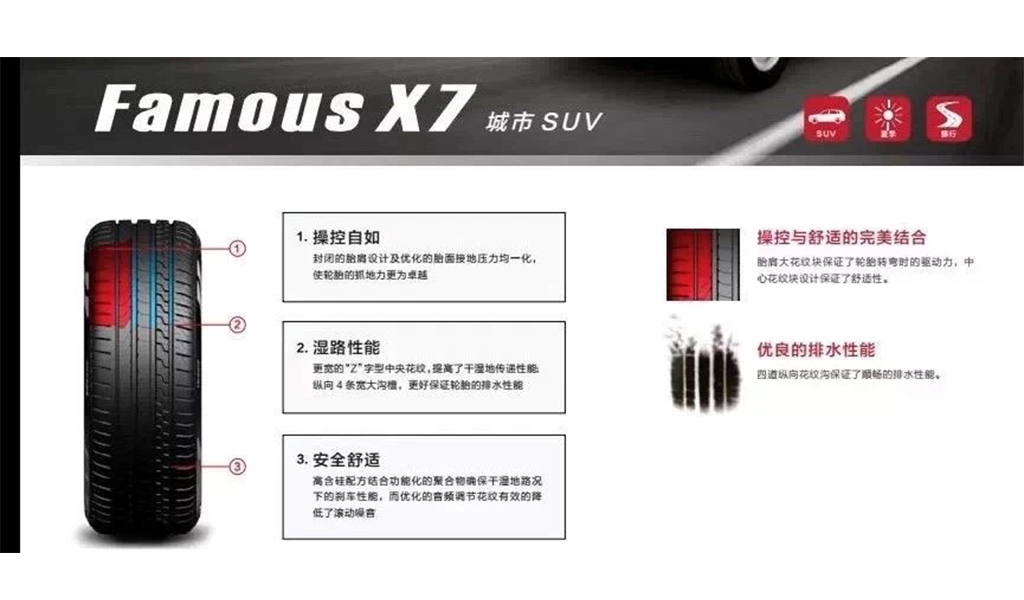 Famous X7 城市 SUV
SUV
夏季
旅行
1
2
3
1. 操控自如
封闭的胎肩设计及优化的胎面接地压力均一化，
使轮胎的抓地力更为卓越
2. 湿路性能
更宽的“Z”字型中央花纹，提高了干湿地传递性能；
纵向 4 条宽大沟槽，更好保证轮胎的排水性能
3. 安全舒适
高含硅配方结合功能化的聚合物确保干湿地路况
下的刹车性能，而优化的音频调节花纹有效的降
低了滚动噪音
操控与舒适的完美结合
胎肩大花纹块保证了轮胎转弯时的驱动力，中
心花纹块设计保证了舒适性。
优良的排水性能
四道纵向花纹沟保证了顺畅的排水性能。